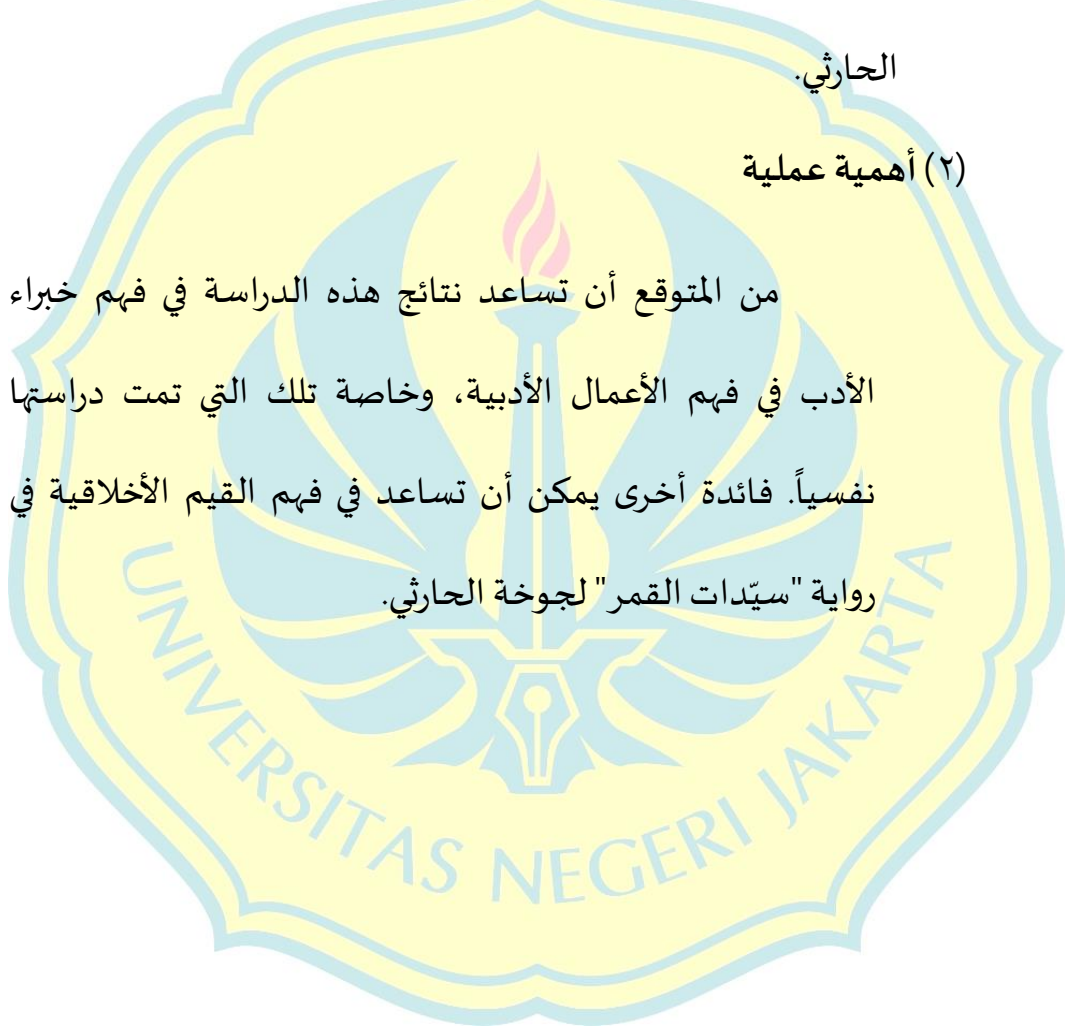 الحارثي.
(٢) أهمية عملية
من المتوقع أن تساعد نتائج هذه الدراسة في فهم خبراء
الأدب في فهم الأعمال الأدبية، وخاصة تلك التي تمت دراستها
نفسياً. فائدة أخرى يمكن أن تساعد في فهم القيم الأخلاقية في
رواية "سيّدات القمر" لجوخة الحارثي.
UNIVERSITAS NEGERI JAKARTA